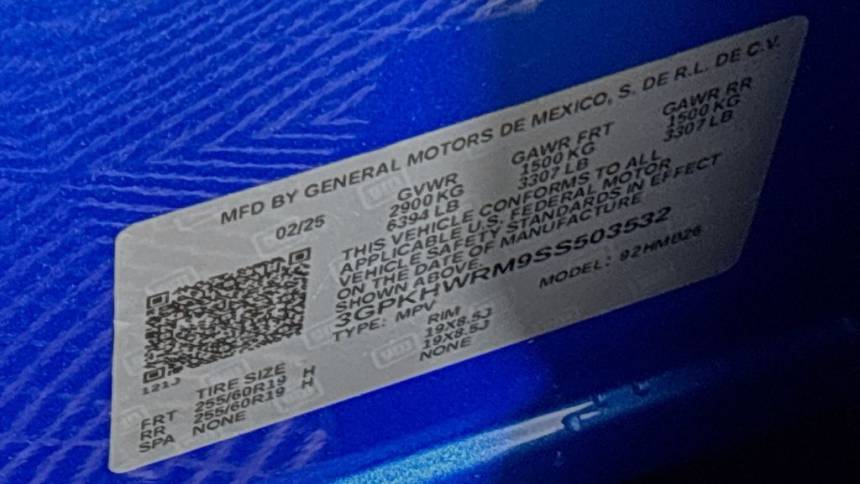 MFD BY GENERAL MOTORS DE MEXICO, S. DE R.L. DE C.V.
02/25
GVWR
2900 KG
6394 LB
GAWR FRT
1500 KG
3307 LB
GAWR RR
1500 KG
3307 LB
THIS VEHICLE CONFORMS TO ALL
APPLICABLE U.S. FEDERAL MOTOR
VEHICLE SAFETY STANDARDS IN EFFECT
ON THE DATE OF MANUFACTURE
SHOWN ABOVE.
3GPKHWRM9SS503532
TYPE: MPV
MODEL: 92HM026
121J
TIRE SIZE RIM
FRT 255/60R19 H 19X8.5J
RR 255/60R19 H 19X8.5J
SPA NONE NONE